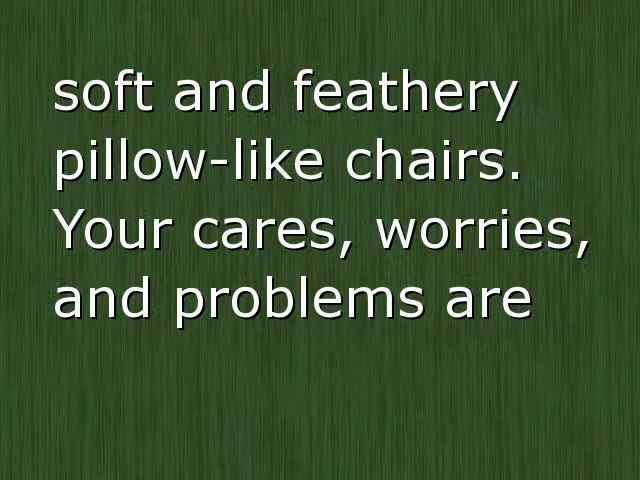 soft and feathery
pillow-like chairs.
Your cares, worries,
and problems are